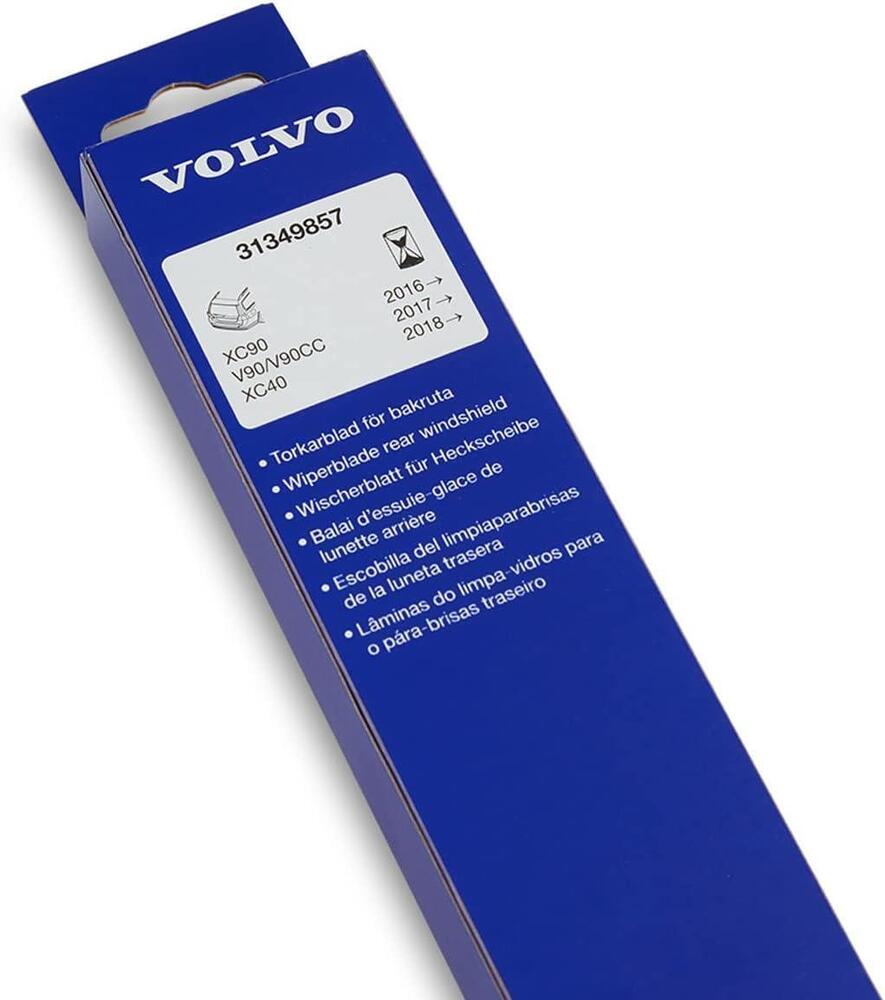 VOLVO
31349857
XC90 2016→
V90/V90CC 2017→
XC40 2018→
• Torkarblad för bakruta
• Wiperblade rear windshield
• Wischerblatt für Heckscheibe
• Balai d'essuie-glace de
lunette arrière
• Escobilla del limpiaparabrisas
de la luneta trasera
• Lâminas do limpa-vidros para
o pára-brisas traseiro